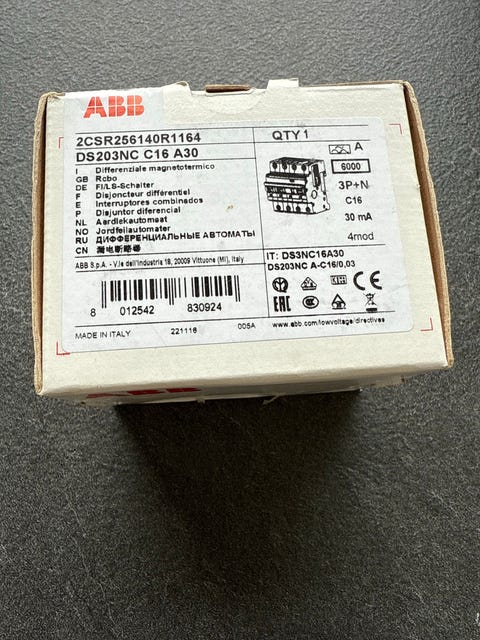 ABB
2CSR256140R1164
DS203NC C16 A30
I Differenziale magnetotermico
GB Rcbo
DE FI/LS-Schalter
F Disjoncteur différentiel
E Interruptores combinados
P Disjuntor diferencial
NL Aardlekautomaat
NO Jordfeilautomater
RU ДИФФЕРЕНЦИАЛЬНЫЕ АВТОМАТЫ
CN 漏电断路器
QTY 1
A
6000
3P+N
C16
30 mA
4mod
ABB S.p.A. - V.le dell'Industria 18, 20009 Vittuone (MI), Italy
IT: DS3NC16A30
DS203NC A-C16/0,03
8 012542 830924
CE
EAC
MADE IN ITALY 221116 005A
www.abb.com/lowvoltage/directives
ABB